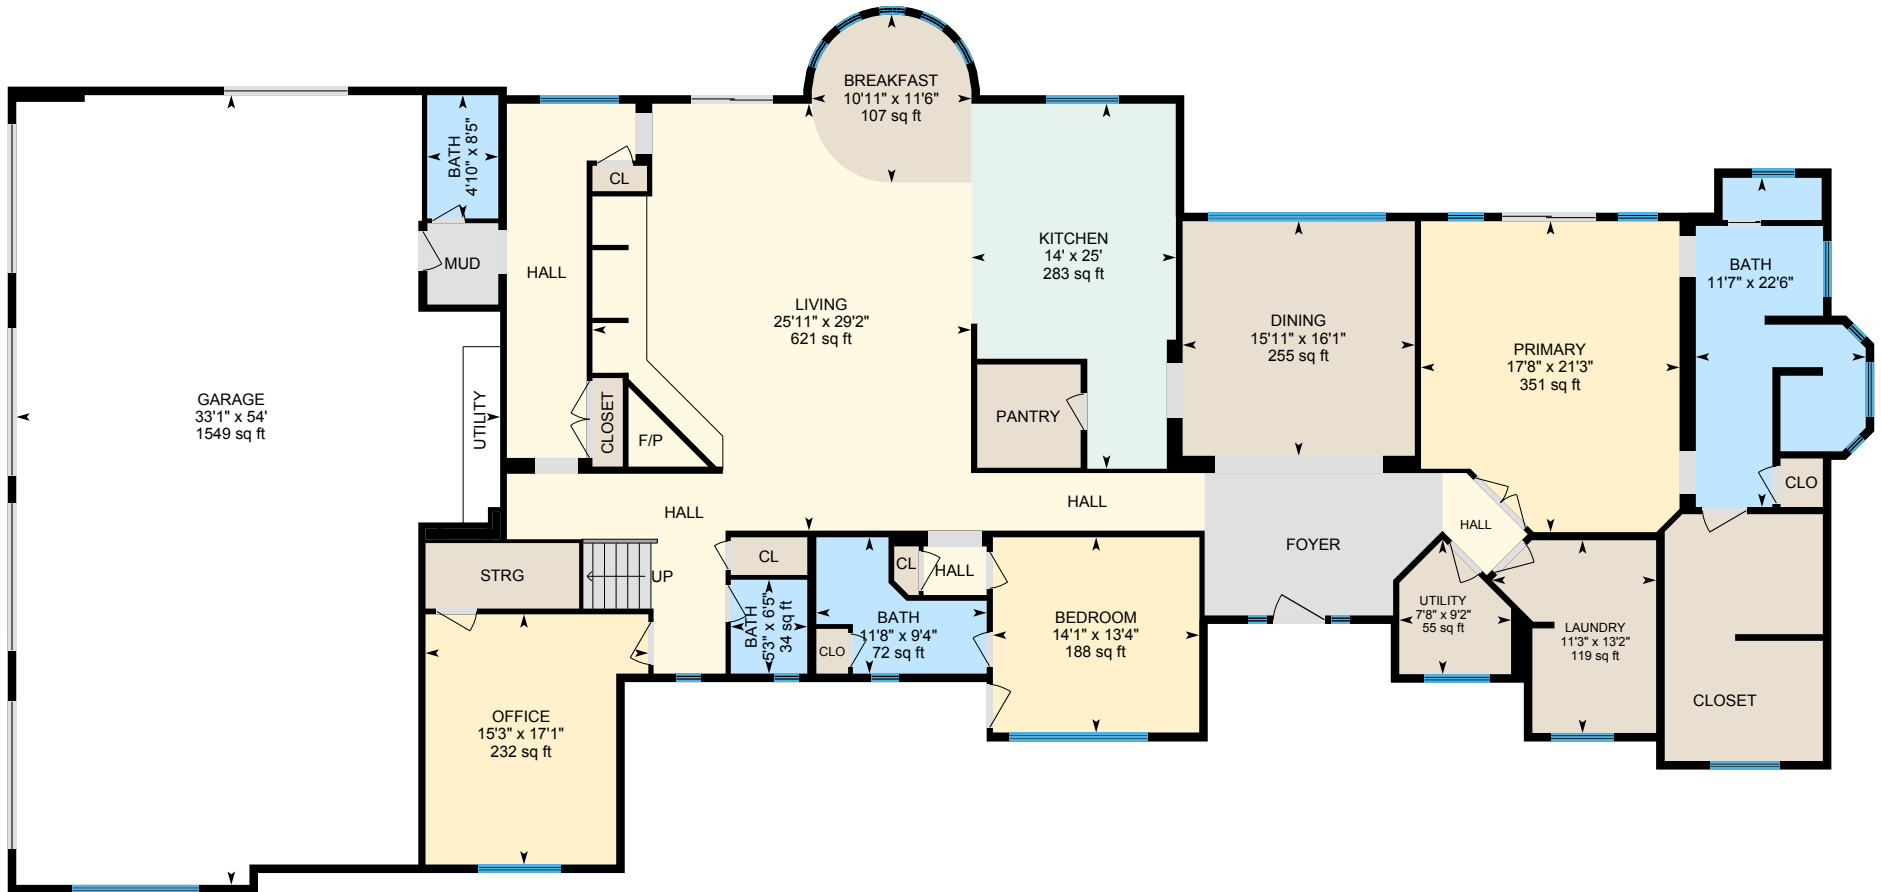 BREAKFAST
10'11" x 11'6"
107 sq ft
BATH
4'10" x 8'5"
CL
MUD
HALL
KITCHEN
14' x 25'
283 sq ft
BATH
11'7" x 22'6"
LIVING
25'11" x 29'2"
621 sq ft
DINING
15'11" x 16'1"
255 sq ft
PRIMARY
17'8" x 21'3"
351 sq ft
GARAGE
33'1" x 54'
1549 sq ft
UTILITY
CLOSET
F/P
PANTRY
CLO
HALL
HALL
HALL
FOYER
STRG
UP
CL
CL
HALL
BATH
5'3" x 6'5"
34 sq ft
BATH
11'8" x 9'4"
72 sq ft
CLO
BEDROOM
14'1" x 13'4"
188 sq ft
UTILITY
7'8" x 9'2"
55 sq ft
LAUNDRY
11'3" x 13'2"
119 sq ft
CLOSET
OFFICE
15'3" x 17'1"
232 sq ft